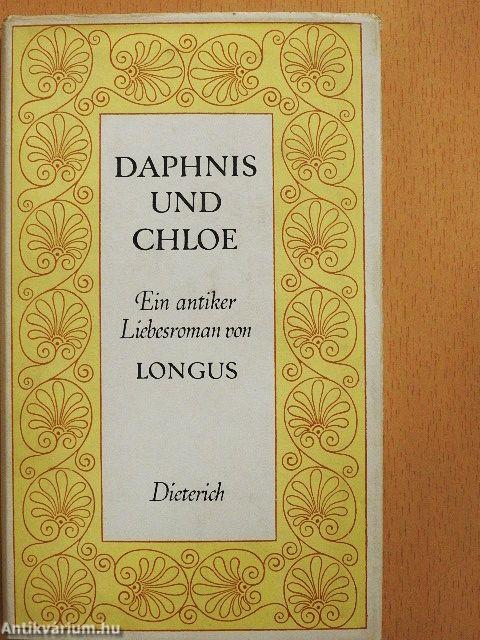 DAPHNIS
UND
CHLOE
Ein antiker
Liebesroman von
LONGUS
Dieterich
Antikvarium.hu